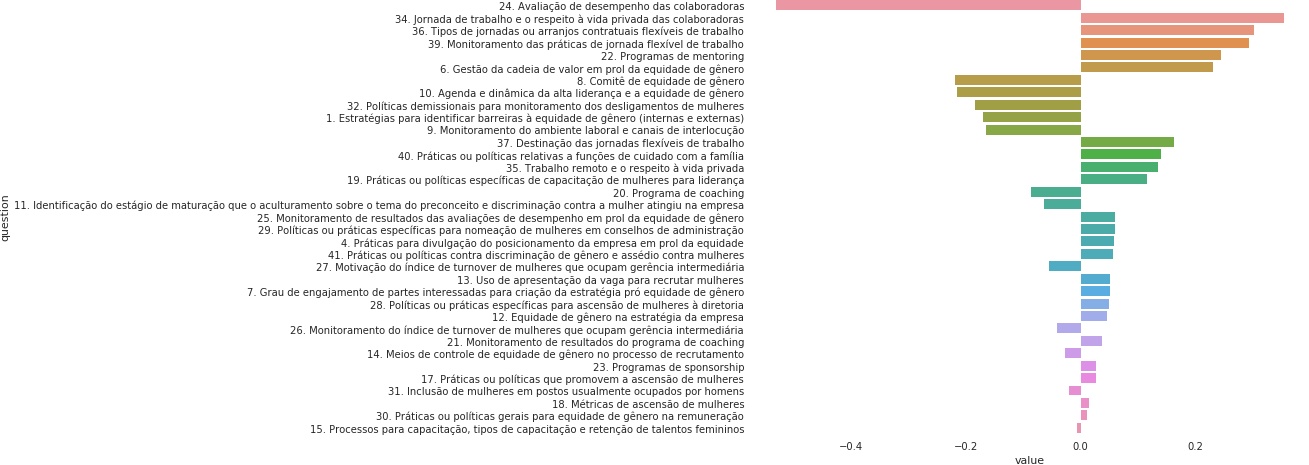 24. Avaliação de desempenho das colaboradoras
34. Jornada de trabalho e o respeito à vida privada das colaboradoras
36. Tipos de jornadas ou arranjos contratuais flexíveis de trabalho
39. Monitoramento das práticas de jornada flexível de trabalho
22. Programas de mentoring
6. Gestão da cadeia de valor em prol da equidade de gênero
8. Comitê de equidade de gênero
10. Agenda e dinâmica da alta liderança e a equidade de gênero
32. Políticas demissionais para monitoramento dos desligamentos de mulheres
1. Estratégias para identificar barreiras à equidade de gênero (internas e externas)
9. Monitoramento do ambiente laboral e canais de interlocução
37. Destinação das jornadas flexíveis de trabalho
40. Práticas ou políticas relativas a funções de cuidado com a família
35. Trabalho remoto e o respeito à vida privada
19. Práticas ou políticas específicas de capacitação de mulheres para liderança
20. Programa de coaching
11. Identificação do estágio de maturação que o aculturamento sobre o tema do preconceito e discriminação contra a mulher atingiu na empresa
25. Monitoramento de resultados das avaliações de desempenho em prol da equidade de gênero
29. Políticas ou práticas específicas para nomeação de mulheres em conselhos de administração
4. Práticas para divulgação do posicionamento da empresa em prol da equidade
41. Práticas ou políticas contra discriminação de gênero e assédio contra mulheres
27. Motivação do índice de turnover de mulheres que ocupam gerência intermediária
13. Uso de apresentação da vaga para recrutar mulheres
7. Grau de engajamento de partes interessadas para criação da estratégia pró equidade de gênero
28. Políticas ou práticas específicas para ascensão de mulheres à diretoria
12. Equidade de gênero na estratégia da empresa
26. Monitoramento do índice de turnover de mulheres que ocupam gerência intermediária
21. Monitoramento de resultados do programa de coaching
14. Meios de controle de equidade de gênero no processo de recrutamento
23. Programas de sponsorship
17. Práticas ou políticas que promovem a ascensão de mulheres
31. Inclusão de mulheres em postos usualmente ocupados por homens
18. Métricas de ascensão de mulheres
30. Práticas ou políticas gerais para equidade de gênero na remuneração
15. Processos para capacitação, tipos de capacitação e retenção de talentos femininos
question
−0.4 −0.2 0.0 0.2
value